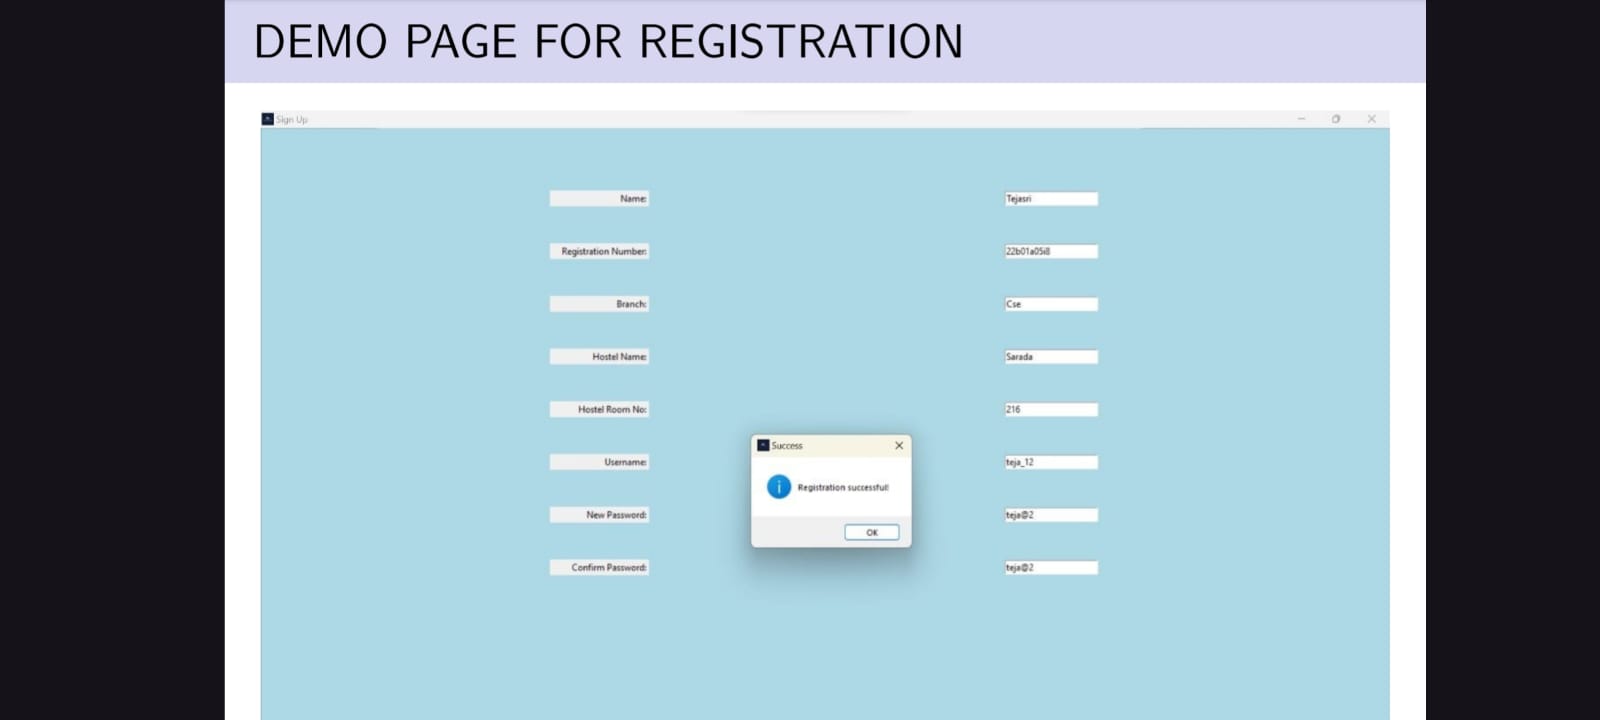 DEMO PAGE FOR REGISTRATION
Sign Up
Name: Tejasri
Registration Number: 22b01a05i8
Branch: Cse
Hostel Name: Sarada
Hostel Room No: 216
Success
Username: teja_12
Registration successful!
New Password: teja@2
OK
Confirm Password: teja@2